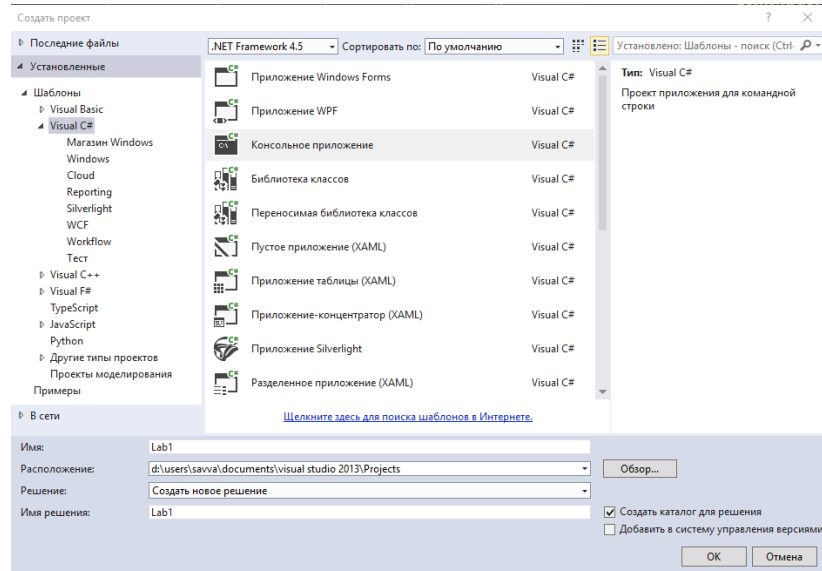 Создать проект
? ×
Последние файлы
.NET Framework 4.5 Сортировать по: По умолчанию
Установлено: Шаблоны - поиск (Ctrl-
Установленные
Шаблоны
Visual Basic
Visual C#
Магазин Windows
Windows
Cloud
Reporting
Silverlight
WCF
Workflow
Тест
Visual C++
Visual F#
TypeScript
JavaScript
Python
Другие типы проектов
Проекты моделирования
Примеры
В сети
Приложение Windows Forms Visual C#
Приложение WPF Visual C#
Консольное приложение Visual C#
Библиотека классов Visual C#
Переносимая библиотека классов Visual C#
Пустое приложение (XAML) Visual C#
Приложение таблицы (XAML) Visual C#
Приложение-концентратор (XAML) Visual C#
Приложение Silverlight Visual C#
Разделенное приложение (XAML) Visual C#
Щелкните здесь для поиска шаблонов в Интернете.
Тип: Visual C#
Проект приложения для командной
строки
Имя: Lab1
Расположение: d:\users\savva\documents\visual studio 2013\Projects Обзор...
Решение: Создать новое решение
Имя решения: Lab1
Создать каталог для решения
Добавить в систему управления версиями
ОК Отмена